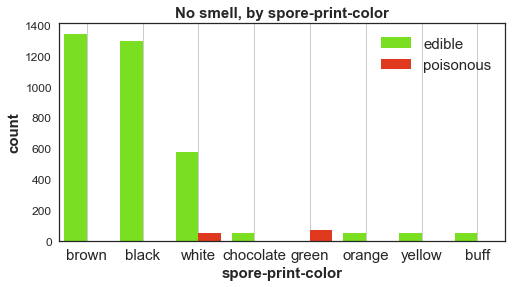 No smell, by spore-print-color
1400
1200
1000
800
600
400
200
0
count
edible
poisonous
brown black white chocolate green orange yellow buff
spore-print-color